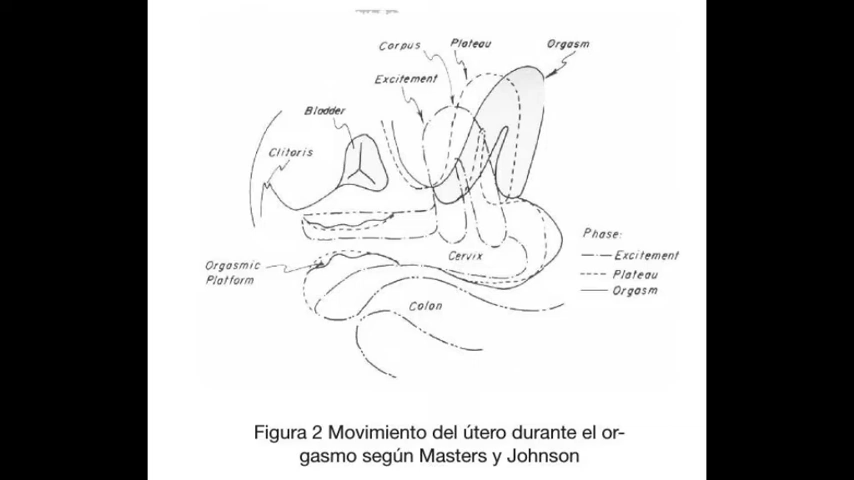 Corpus
Plateau
Orgasm
Excitement
Bladder
Clitoris
Phase:
Excitement
Cervix
Orgasmic
Platform
Plateau
Orgasm
Colon
Figura 2 Movimiento del útero durante el or-
gasmo según Masters y Johnson